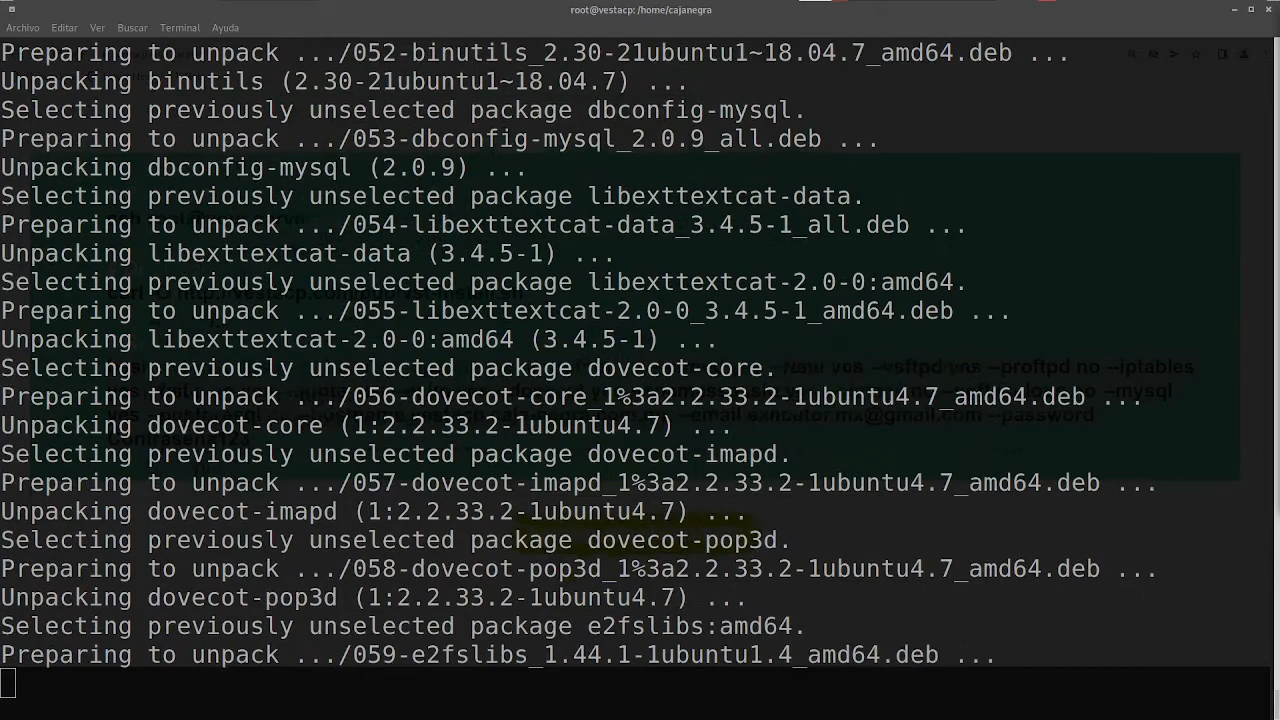 root@vestacp: /home/cajanegra
Archivo Editar Ver Buscar Terminal Ayuda
Preparing to unpack .../052-binutils_2.30-21ubuntu1~18.04.7_amd64.deb ...
Unpacking binutils (2.30-21ubuntu1~18.04.7) ...
Selecting previously unselected package dbconfig-mysql.
Preparing to unpack .../053-dbconfig-mysql_2.0.9_all.deb ...
Unpacking dbconfig-mysql (2.0.9) ...
Selecting previously unselected package libexttextcat-data.
Preparing to unpack .../054-libexttextcat-data_3.4.5-1_all.deb ...
Unpacking libexttextcat-data (3.4.5-1) ...
Selecting previously unselected package libexttextcat-2.0-0:amd64.
Preparing to unpack .../055-libexttextcat-2.0-0_3.4.5-1_amd64.deb ...
Unpacking libexttextcat-2.0-0:amd64 (3.4.5-1) ...
Selecting previously unselected package dovecot-core.
Preparing to unpack .../056-dovecot-core_1%3a2.2.33.2-1ubuntu4.7_amd64.deb ...
Unpacking dovecot-core (1:2.2.33.2-1ubuntu4.7) ...
Selecting previously unselected package dovecot-imapd.
Preparing to unpack .../057-dovecot-imapd_1%3a2.2.33.2-1ubuntu4.7_amd64.deb ...
Unpacking dovecot-imapd (1:2.2.33.2-1ubuntu4.7) ...
Selecting previously unselected package dovecot-pop3d.
Preparing to unpack .../058-dovecot-pop3d_1%3a2.2.33.2-1ubuntu4.7_amd64.deb ...
Unpacking dovecot-pop3d (1:2.2.33.2-1ubuntu4.7) ...
Selecting previously unselected package e2fslibs:amd64.
Preparing to unpack .../059-e2fslibs_1.44.1-1ubuntu1.4_amd64.deb ...